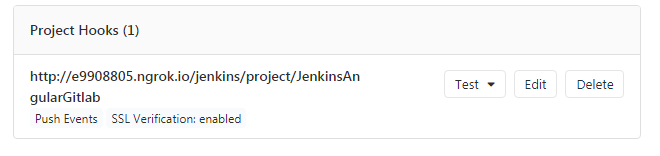 Project Hooks (1)
http://e9908805.ngrok.io/jenkins/project/JenkinsAn
gularGitlab
Test Edit Delete
Push Events SSL Verification: enabled